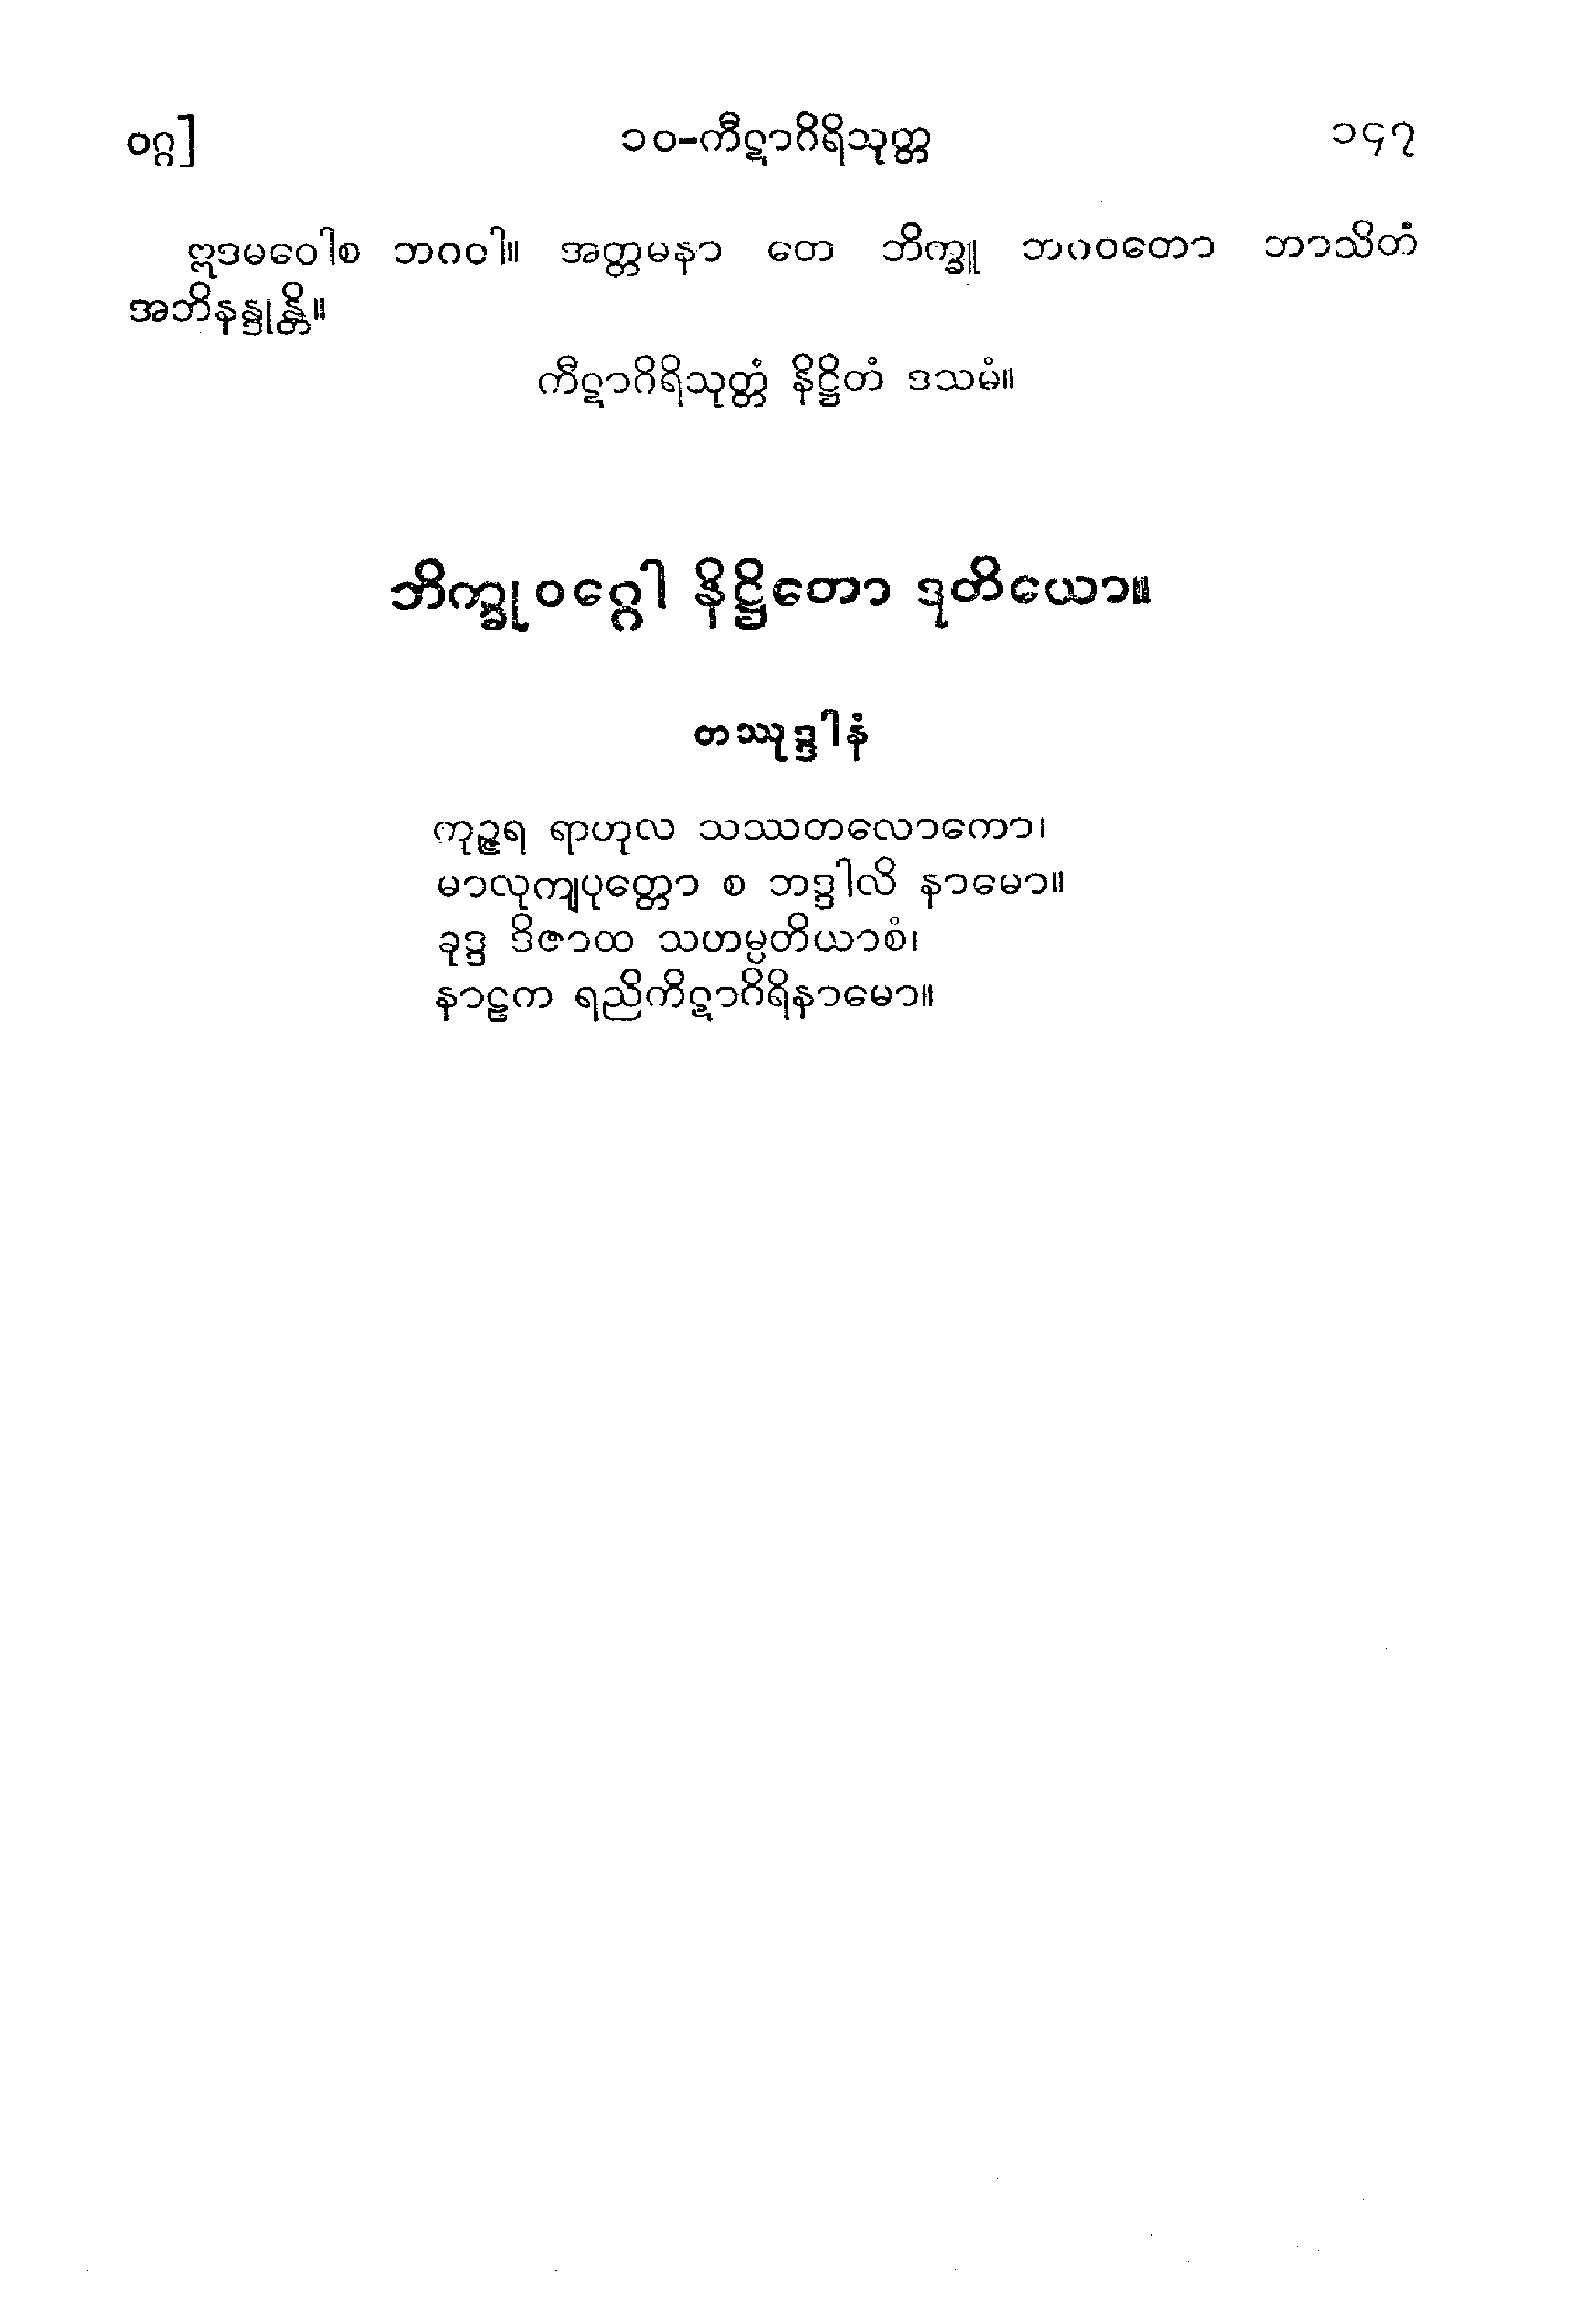 ဝဂ္ဂ] ၁၀-ကီဋာဂိရိသုတ္တ ၁၄၇
ဣဒမဝေါစ ဘဂဝါ။ အတ္တမနာ တေ ဘိက္ခူ ဘဂဝတော ဘာသိတံ
အဘိနန္ဒုန္တိ။
ကီဋာဂိရိသုတ္တံ နိဋ္ဌိတံ ဒသမံ။
ဘိက္ခုဝဂ္ဂေါ နိဋ္ဌိတော ဒုတိယော။
တဿုဒ္ဒါနံ
ကုဉ္ဇရ ရာဟုလ သဿတလောကော၊
မာလုကျပုတ္တော စ ဘဒ္ဒါလိ နာမော။
ခုဒ္ဒ ဒိဇာထ သဟမ္ပတိယာစံ၊
နာဠက ရညိကိဋာဂိရိနာမော။